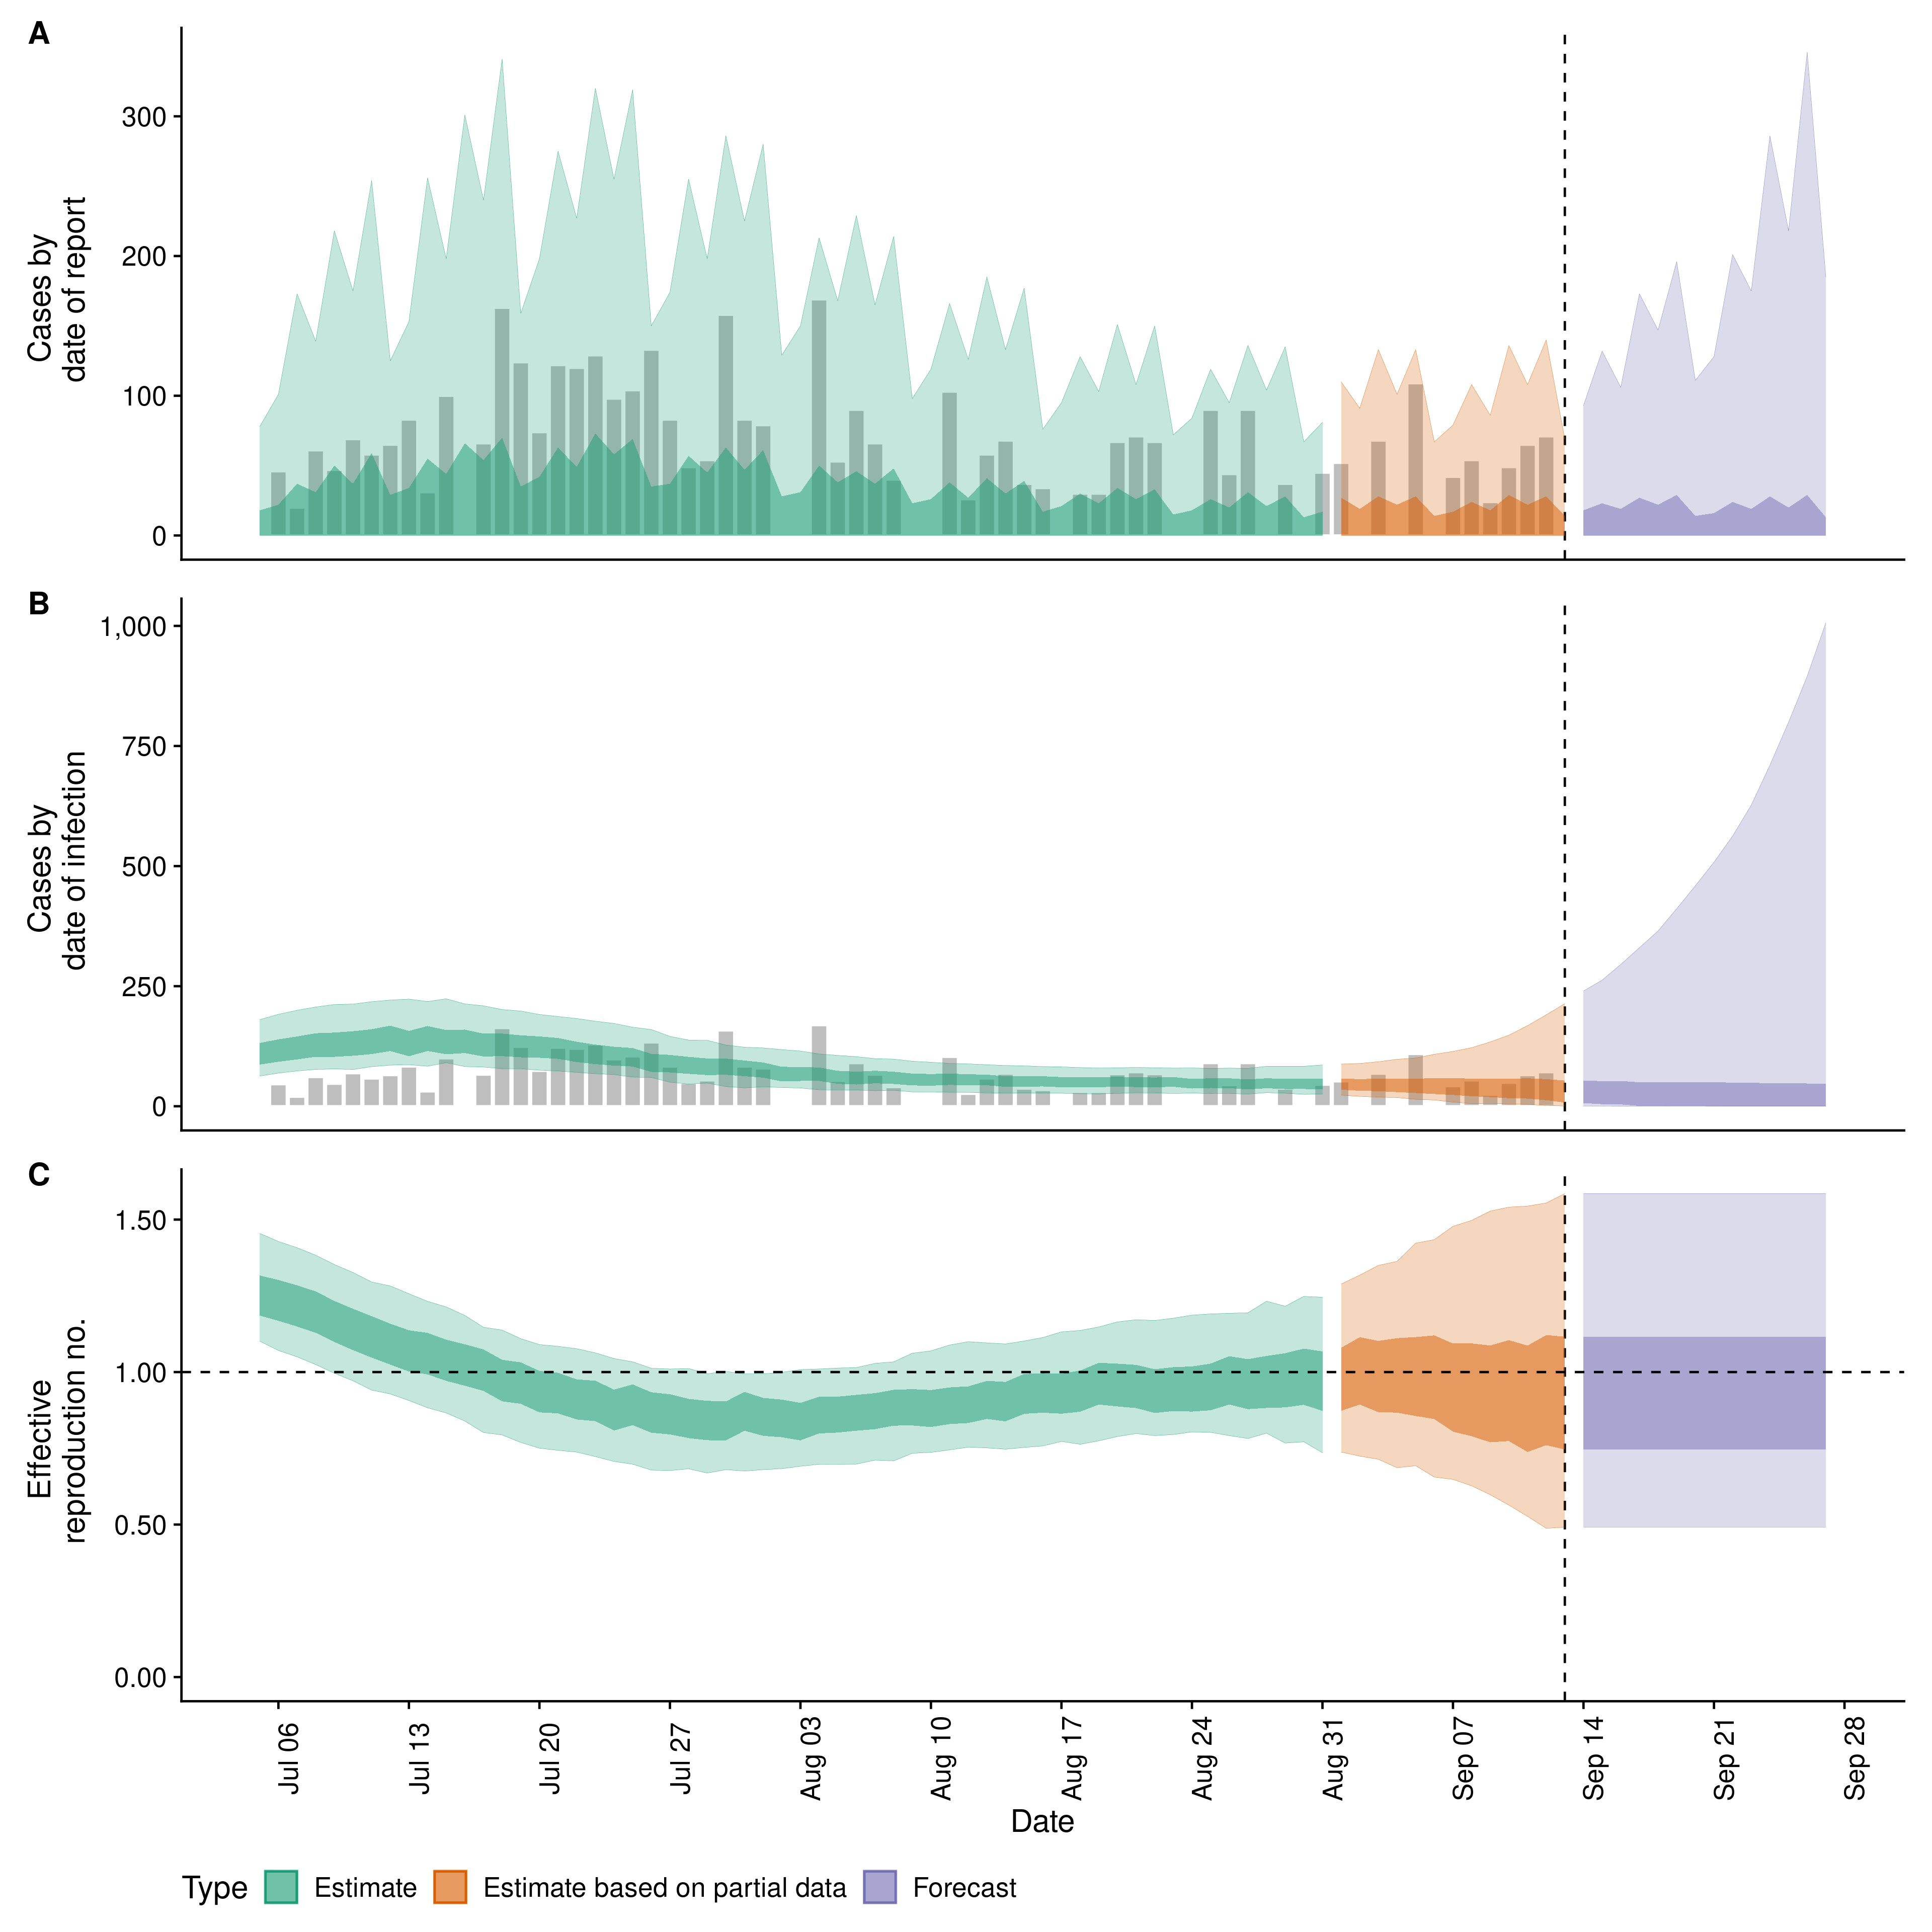 A
Cases by
date of report
300
200
100
0
B
Cases by
date of infection
1,000
750
500
250
0
C
Effective
reproduction no.
1.50
1.00
0.50
0.00
Jul 06
Jul 13
Jul 20
Jul 27
Aug 03
Aug 10
Aug 17
Aug 24
Aug 31
Sep 07
Sep 14
Sep 21
Sep 28
Date
Type Estimate Estimate based on partial data Forecast